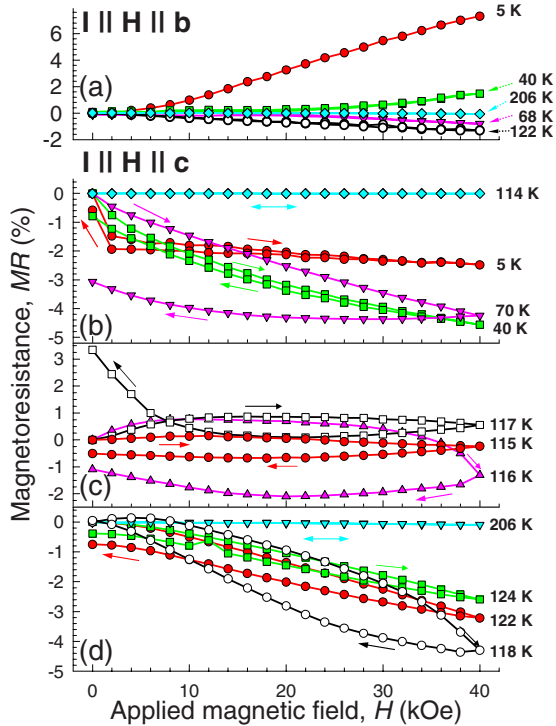 I || H || b
5 K
6
4
2
0
-2
40 K
206 K
68 K
122 K
(a)
I || H || c
0
-1
-2
-3
-4
-5
114 K
5 K
70 K
40 K
(b)
Magnetoresistance, MR (%)
3
2
1
0
-1
-2
117 K
115 K
116 K
(c)
0
-1
-2
-3
-4
-5
206 K
124 K
122 K
118 K
(d)
0 10 20 30 40
Applied magnetic field, H (kOe)